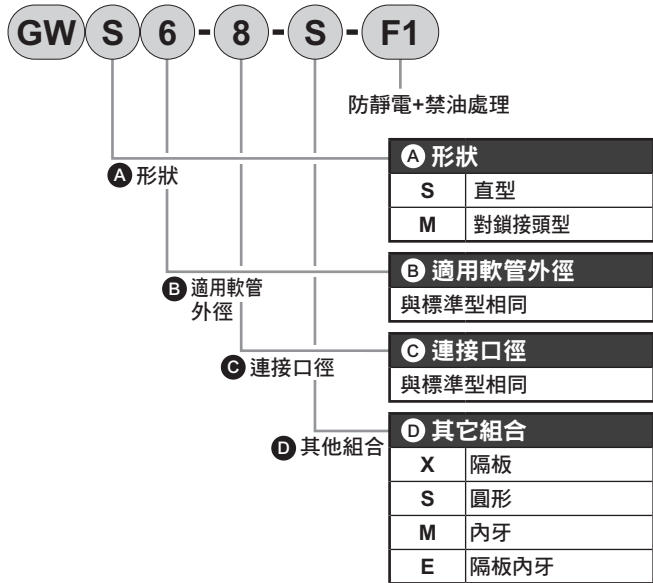 GW S 6 - 8 - S - F1
防靜電+禁油處理
A 形狀
A 形狀
S 直型
M 對鎖接頭型
B 適用軟管
外徑
B 適用軟管外徑
與標準型相同
C 連接口徑
C 連接口徑
與標準型相同
D 其他組合
D 其它組合
X 隔板
S 圓形
M 內牙
E 隔板內牙